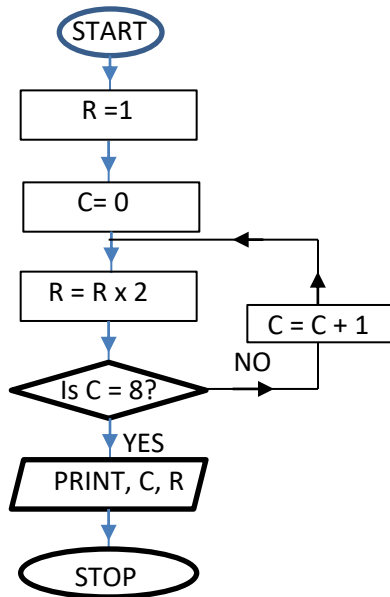 START
R =1
C= 0
R = R x 2
C = C + 1
Is C = 8?
NO
YES
PRINT, C, R
STOP